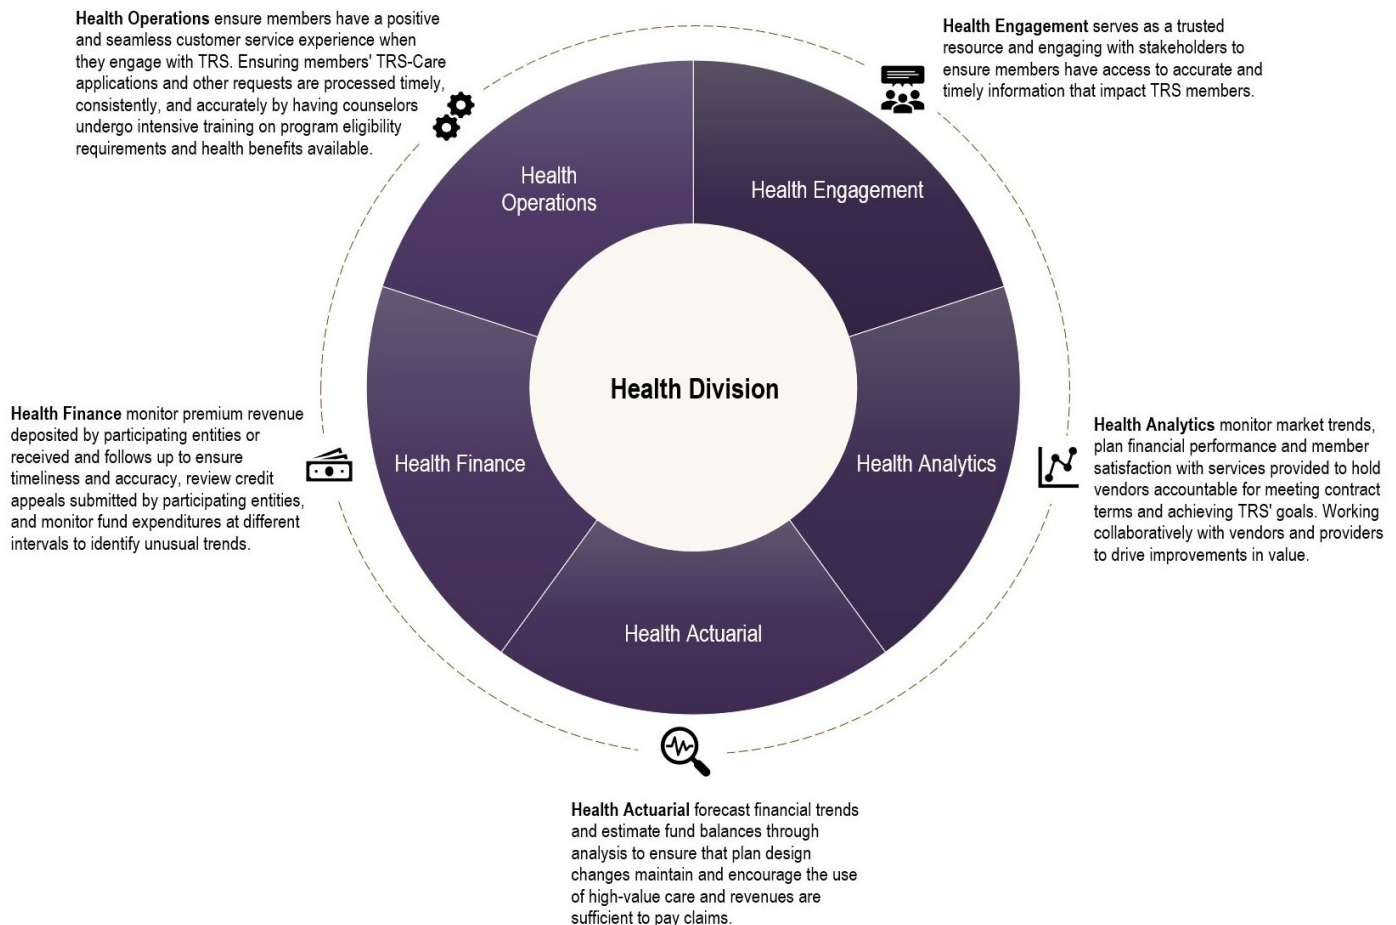 Health Operations ensure members have a positive
and seamless customer service experience when
they engage with TRS. Ensuring members' TRS-Care
applications and other requests are processed timely,
consistently, and accurately by having counselors
undergo intensive training on program eligibility
requirements and health benefits available.
Health Engagement serves as a trusted
resource and engaging with stakeholders to
ensure members have access to accurate and
timely information that impact TRS members.
Health
Operations
Health Engagement
Health Division
Health Finance monitor premium revenue
deposited by participating entities or
received and follows up to ensure
timeliness and accuracy, review credit
appeals submitted by participating entities,
and monitor fund expenditures at different
intervals to identify unusual trends.
Health Finance
Health Analytics
Health Analytics monitor market trends,
plan financial performance and member
satisfaction with services provided to hold
vendors accountable for meeting contract
terms and achieving TRS' goals. Working
collaboratively with vendors and providers
to drive improvements in value.
Health Actuarial
Health Actuarial forecast financial trends
and estimate fund balances through
analysis to ensure that plan design
changes maintain and encourage the use
of high-value care and revenues are
sufficient to pay claims.